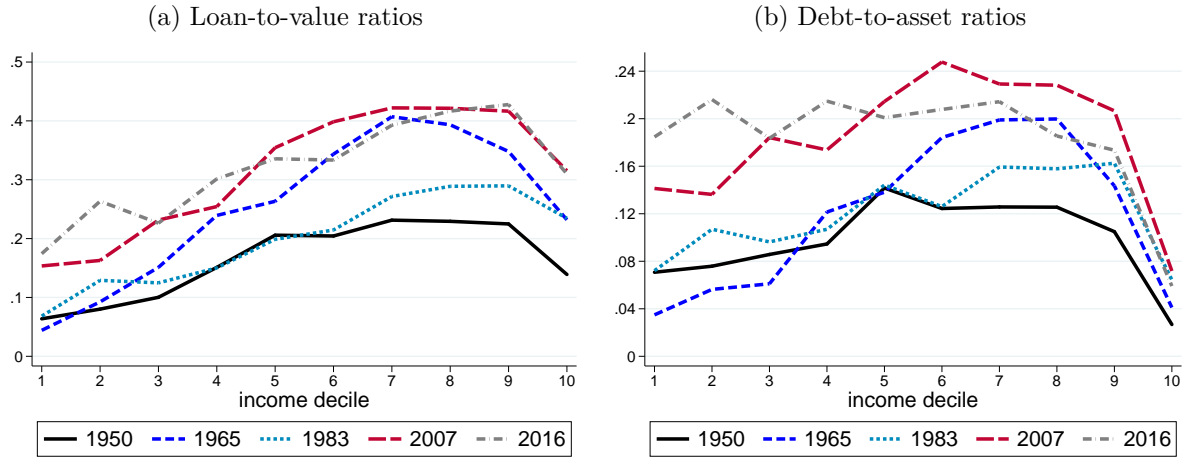 (a) Loan-to-value ratios
.5
.4
.3
.2
.1
0
1 2 3 4 5 6 7 8 9 10
income decile
1950 1965 1983 2007 2016
(b) Debt-to-asset ratios
.24
.2
.16
.12
.08
.04
0
1 2 3 4 5 6 7 8 9 10
income decile
1950 1965 1983 2007 2016